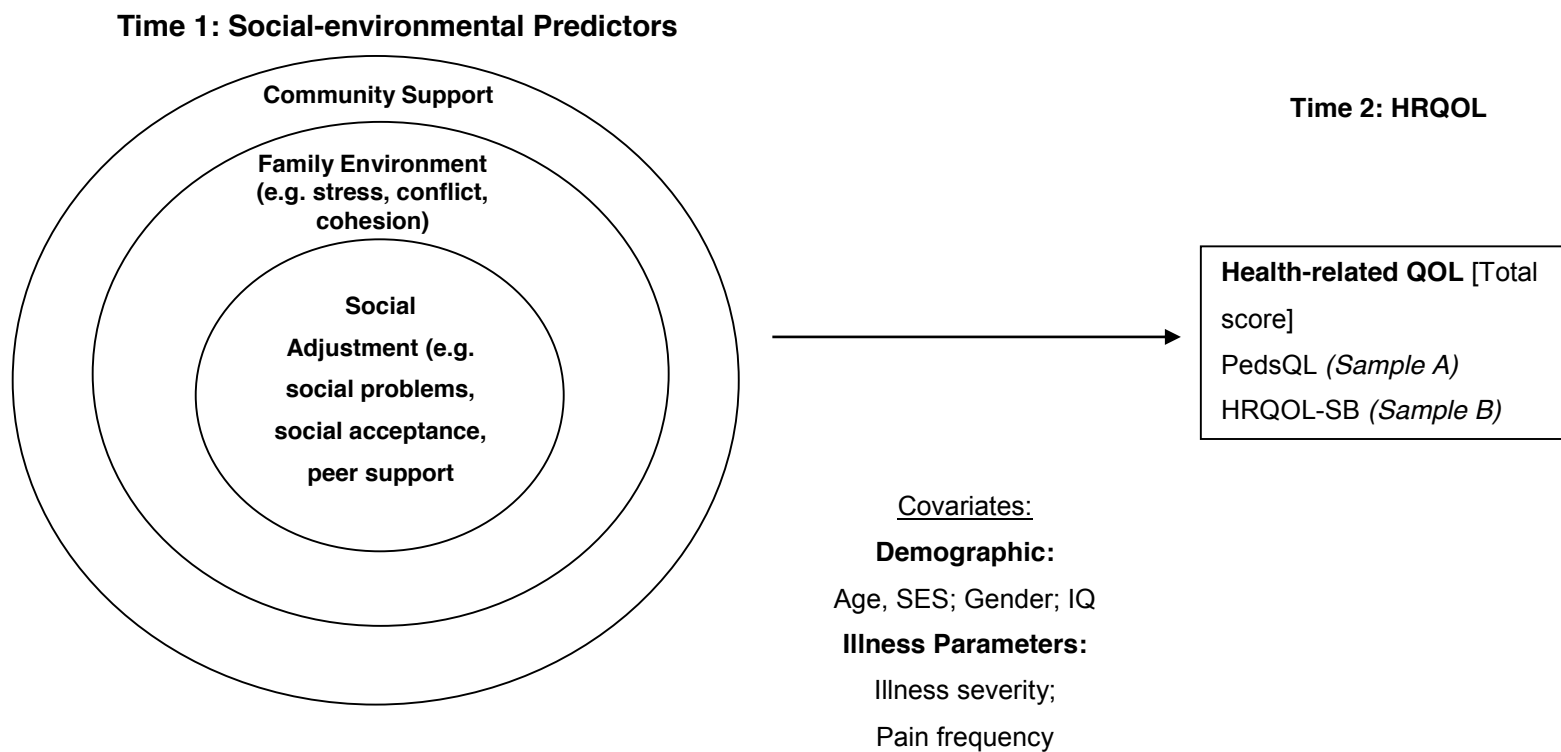 Time 1: Social-environmental Predictors
Community Support
Family Environment
(e.g. stress, conflict,
cohesion)
Social
Adjustment (e.g.
social problems,
social acceptance,
peer support
Time 2: HRQOL
Health-related QOL [Total
score]
PedsQL (Sample A)
HRQOL-SB (Sample B)
Covariates:
Demographic:
Age, SES; Gender; IQ
Illness Parameters:
Illness severity;
Pain frequency